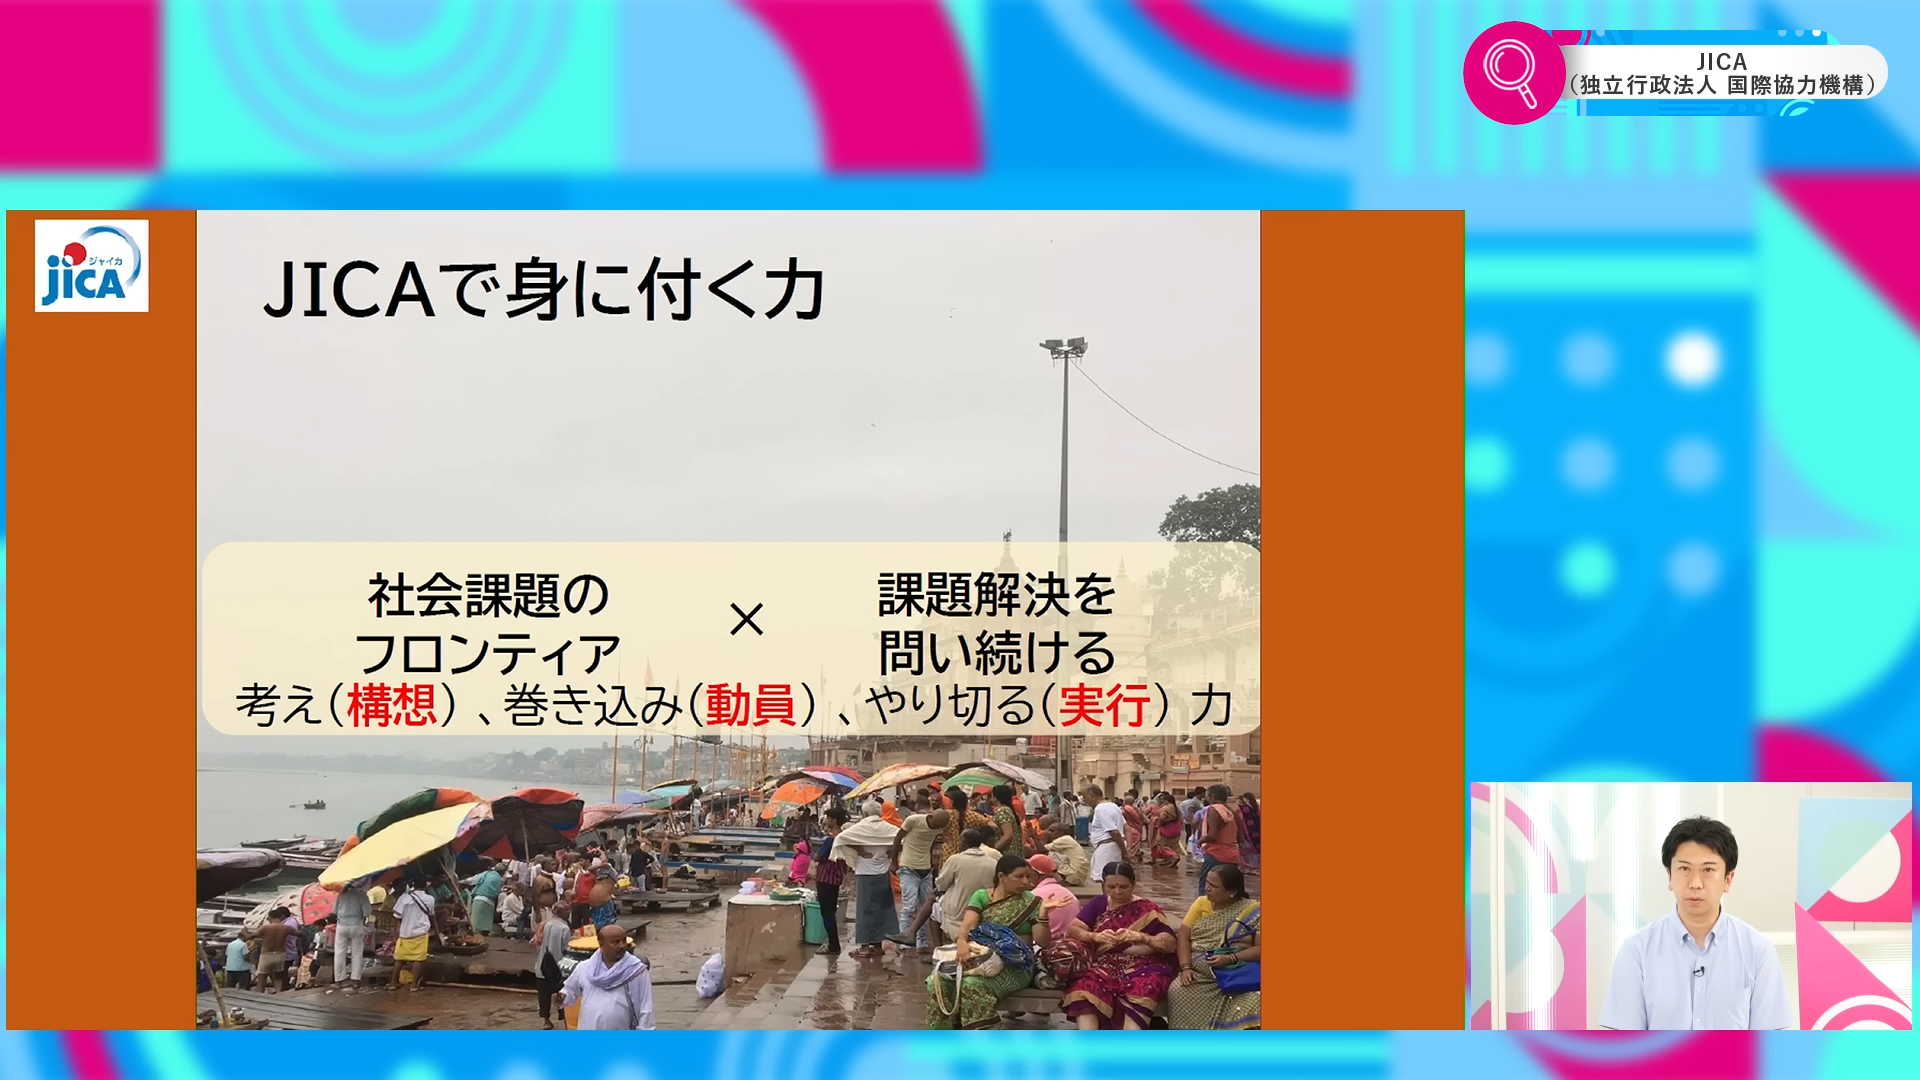 JICA
（独立行政法人 国際協力機構）
ジャイカ
jICA
JICAで身に付く力
社会課題の
フロンティア
×
課題解決を
問い続ける
考え（構想）、巻き込み（動員）、やり切る（実行）力